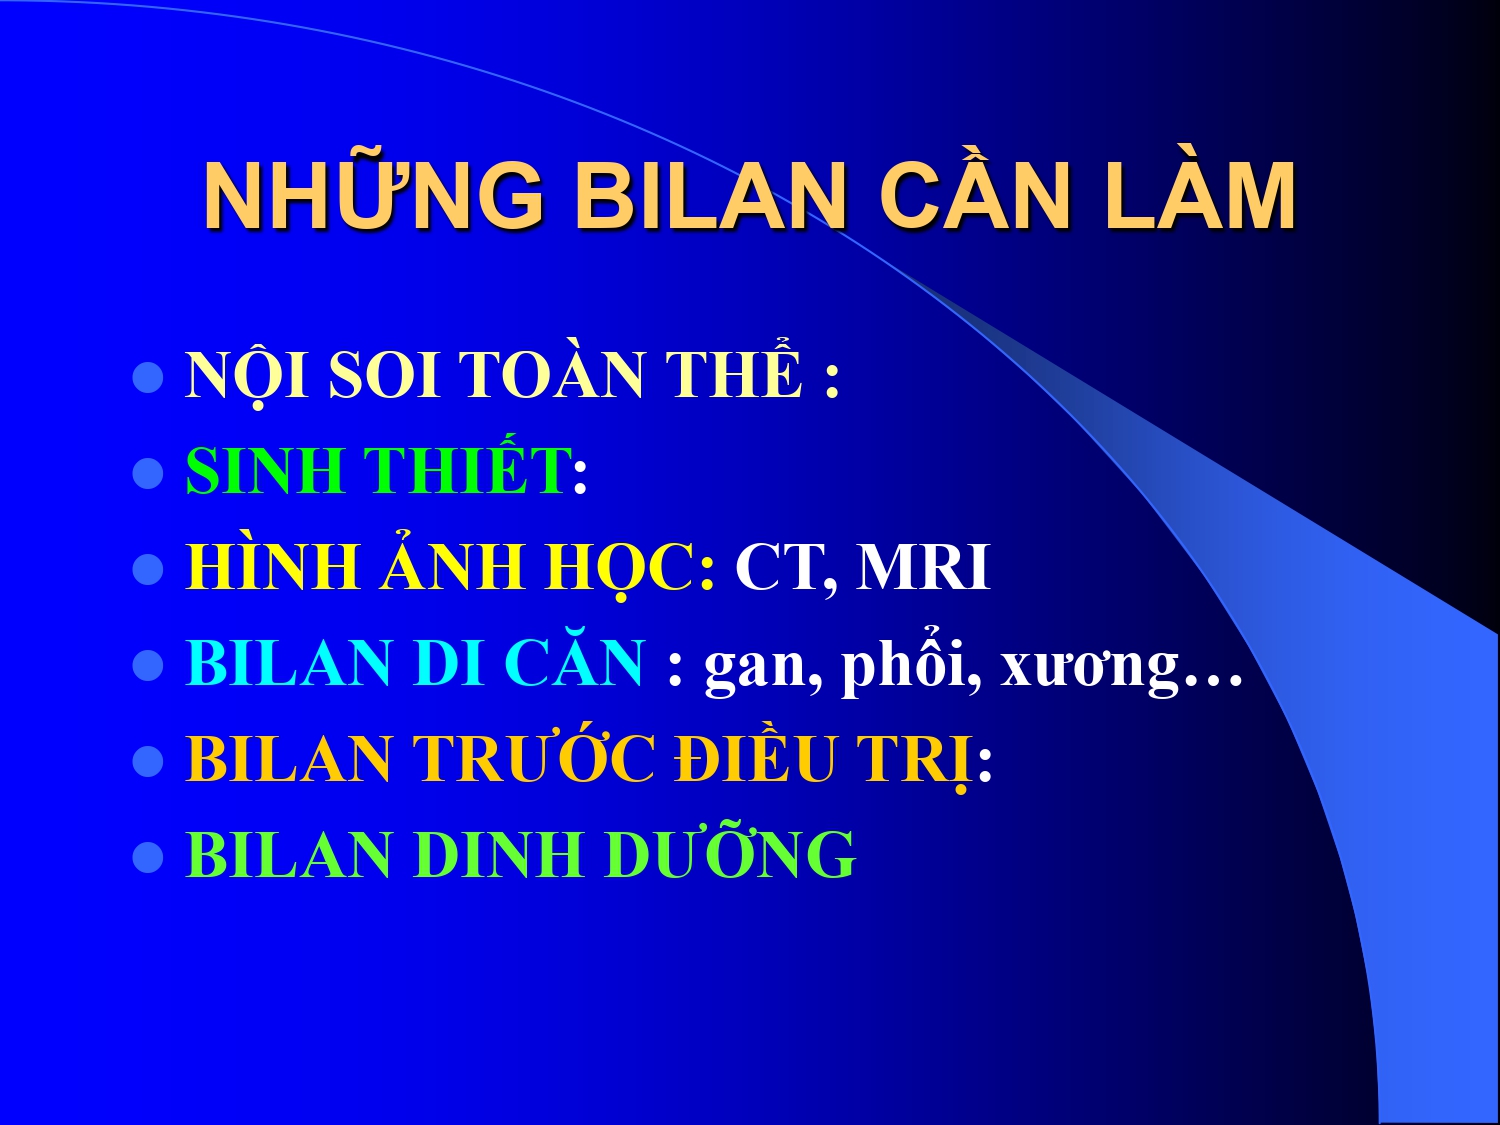 NHỮNG BILAN CẦN LÀM
NỘI SOI TOÀN THỂ :
SINH THIẾT:
HÌNH ẢNH HỌC: CT, MRI
BILAN DI CĂN : gan, phổi, xương…
BILAN TRƯỚC ĐIỀU TRỊ:
BILAN DINH DƯỠNG